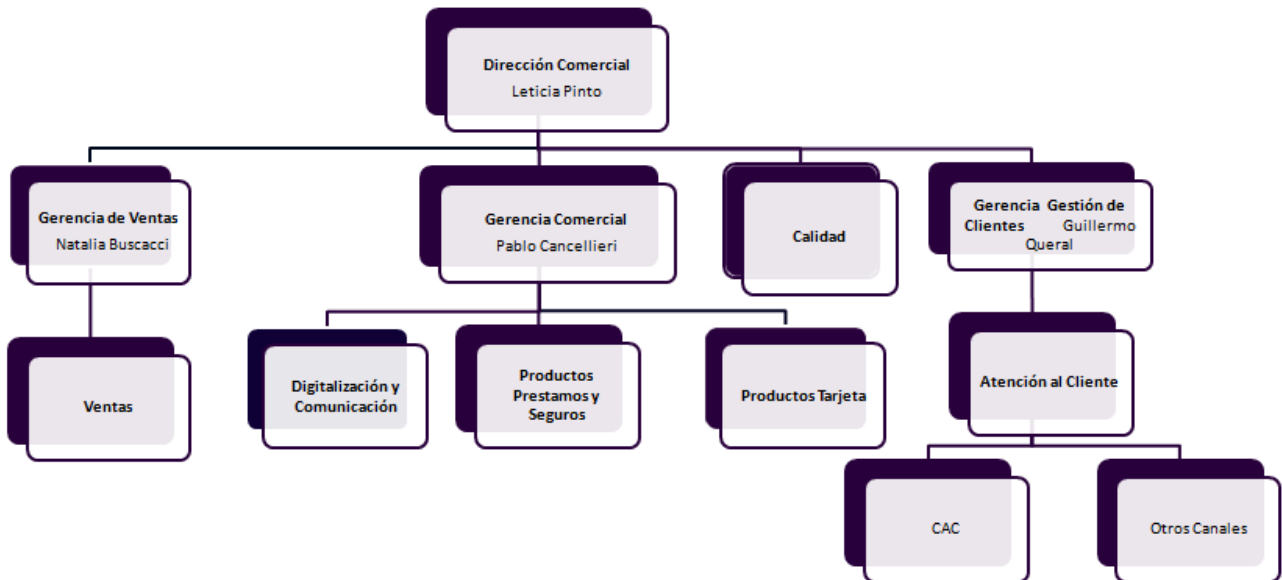 Dirección Comercial
Leticia Pinto
Gerencia de Ventas
Natalia Buscacci
Gerencia Comercial
Pablo Cancellieri
Calidad
Gerencia Gestión de
Clientes Guillermo
Queral
Ventas
Digitalización y
Comunicación
Productos
Prestamos y
Seguros
Productos Tarjeta
Atención al Cliente
CAC
Otros Canales